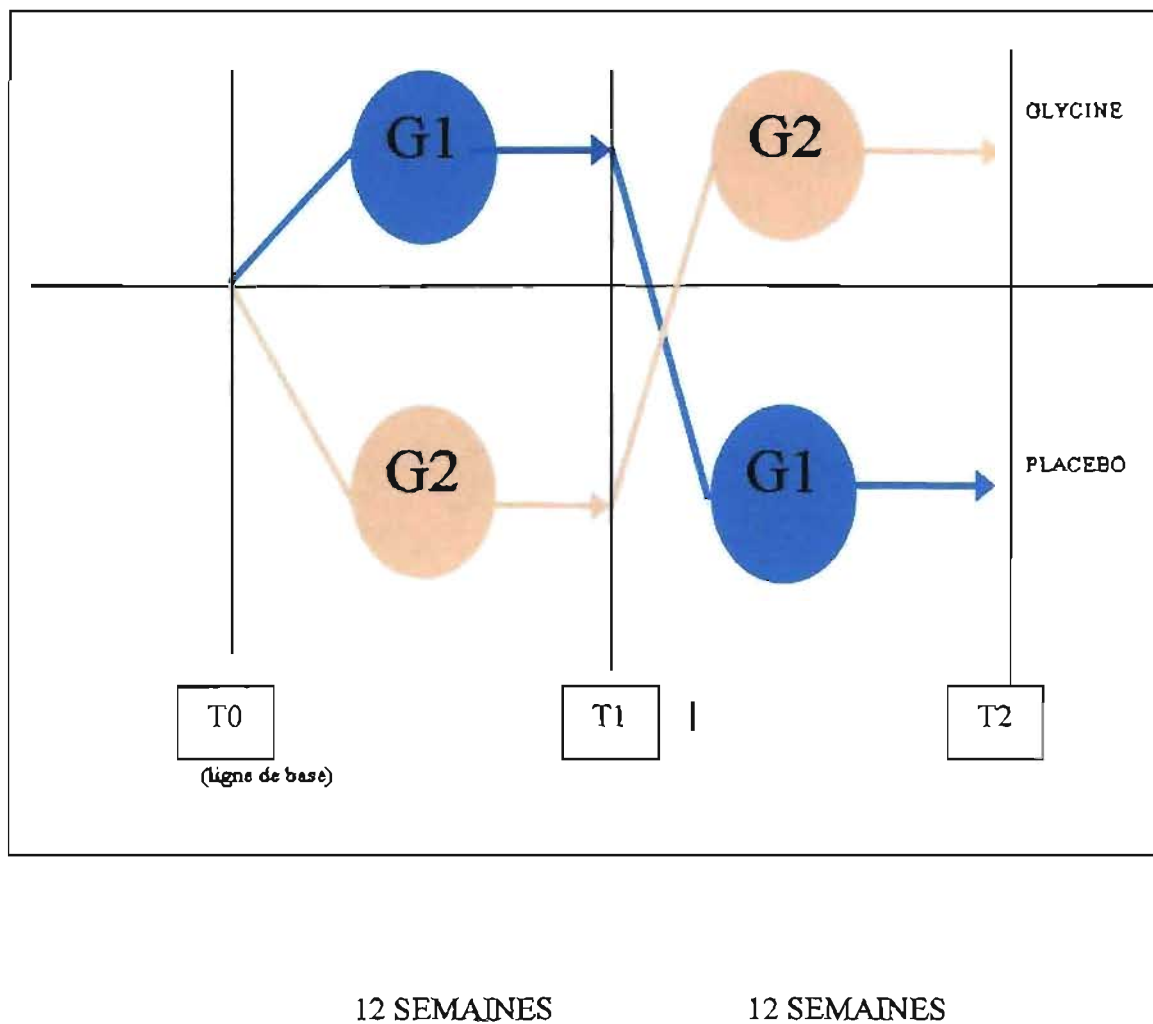 GLYCINE
G1
G2
G2
G1
PLACEBO
T0
T1
T2
(ligne de base)
12 SEMAINES
12 SEMAINES